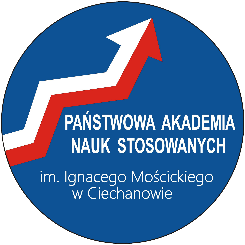 PAŃSTWOWA AKADEMIA
NAUK STOSOWANYCH
im. Ignacego Mościckiego
w Ciechanowie